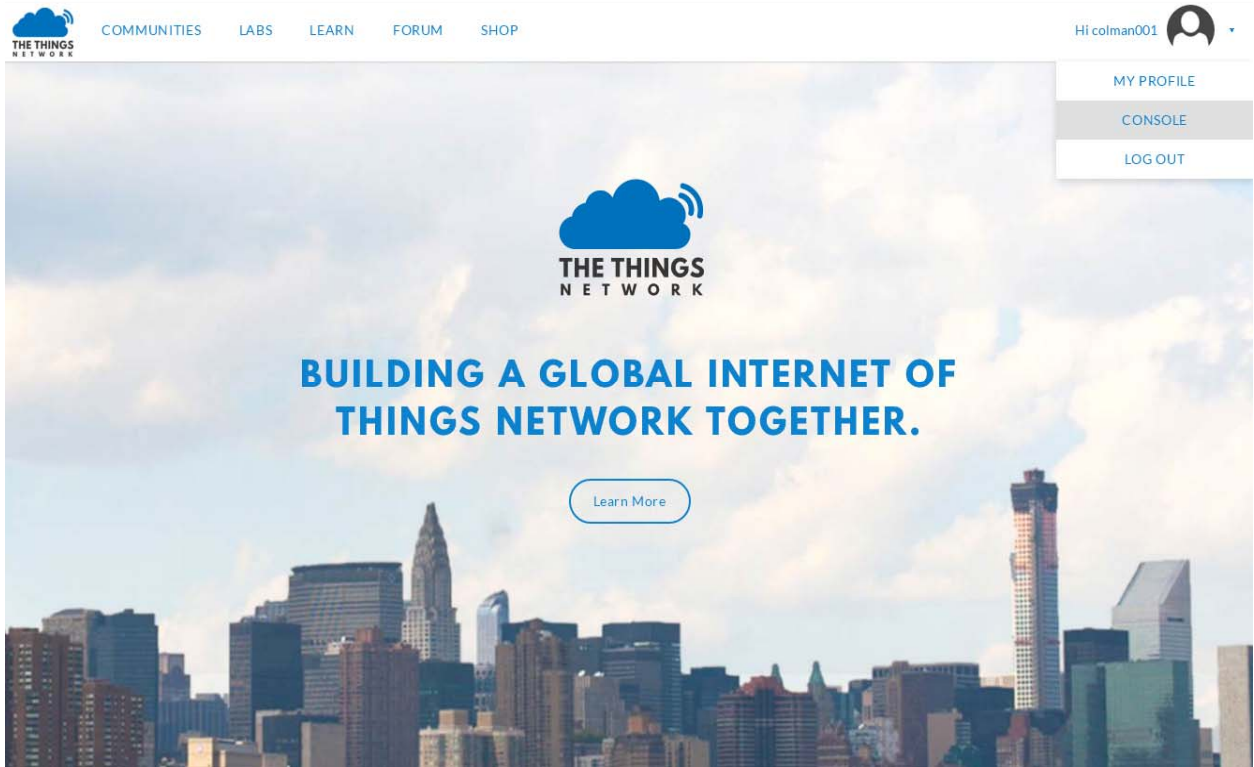 THE THINGS
NETWORK
COMMUNITIES
LABS
LEARN
FORUM
SHOP
Hi colman001
MY PROFILE
CONSOLE
LOG OUT
THE THINGS
NETWORK
BUILDING A GLOBAL INTERNET OF
THINGS NETWORK TOGETHER.
Learn More